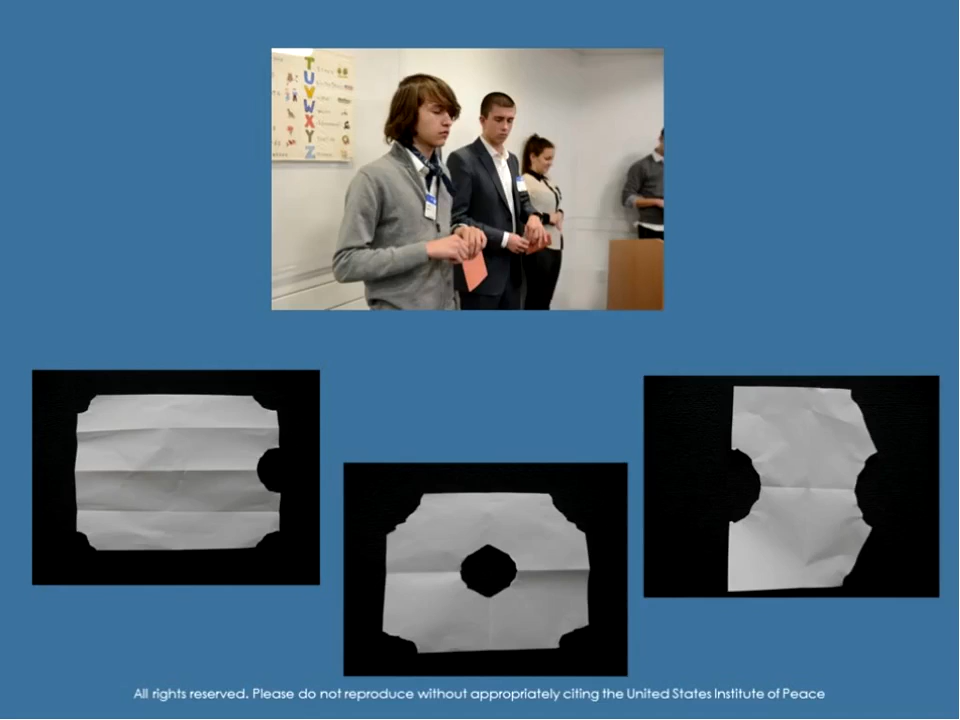 T
U
V
W
X
Y
Z
All rights reserved. Please do not reproduce without appropriately citing the United States Institute of Peace